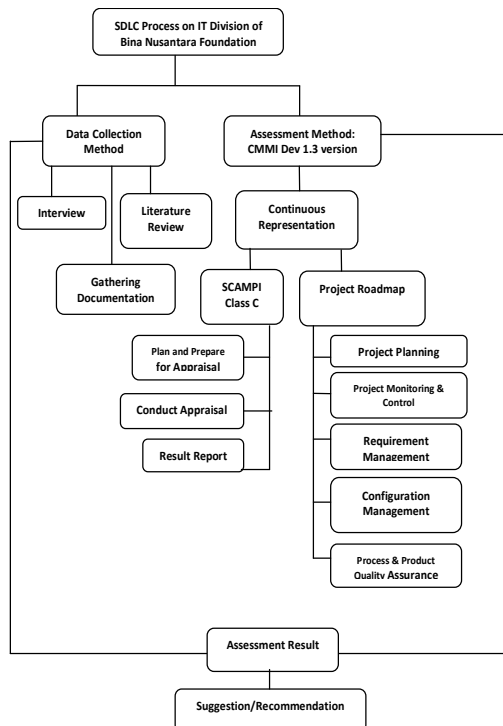 SDLC Process on IT Division of
Bina Nusantara Foundation
Data Collection
Method
Assessment Method:
CMMI Dev 1.3 version
Interview
Literature
Review
Gathering
Documentation
Continuous
Representation
SCAMPI
Class C
Project Roadmap
Plan and Prepare
for Appraisal
Conduct Appraisal
Result Report
Project Planning
Project Monitoring &
Control
Requirement
Management
Configuration
Management
Process & Product
Quality Assurance
Assessment Result
Suggestion/Recommendation